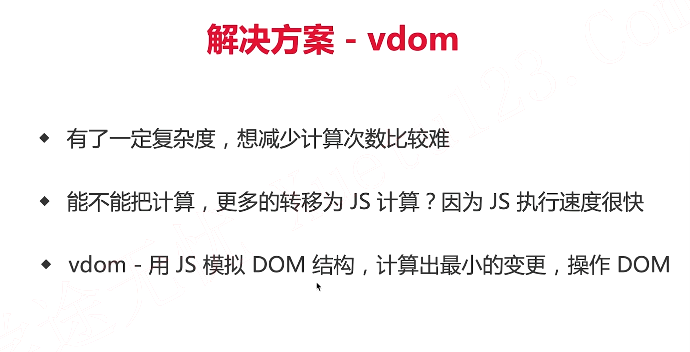 解决方案 - vdom
◆ 有了一定复杂度，想减少计算次数比较难
◆ 能不能把计算，更多的转移为 JS 计算？因为 JS 执行速度很快
◆ vdom - 用 JS 模拟 DOM 结构，计算出最小的变更，操作 DOM